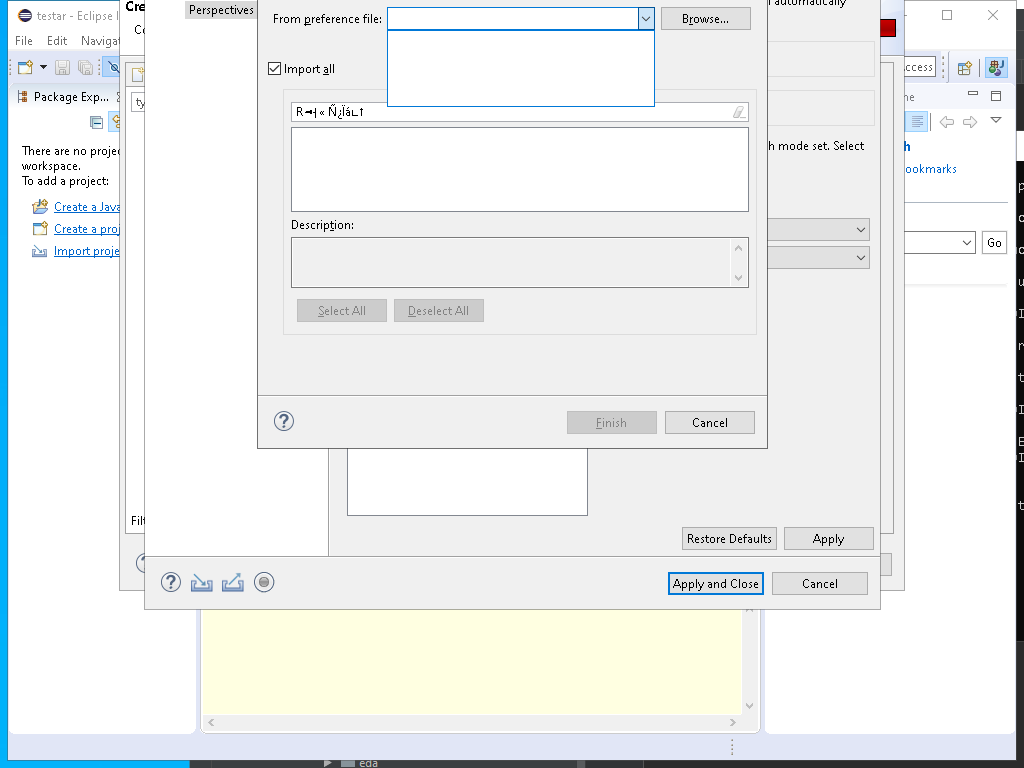 testar - Eclipse I
File Edit Navigat
Package Exp...
There are no projec
workspace.
To add a project:
Create a Java
Create a proj
Import proje
Cre
Filt
Perspectives
From preference file:
Browse...
Import all
Description:
Select All
Deselect All
Finish
Cancel
automatically
h mode set. Select
Restore Defaults
Apply
Apply and Close
Cancel
ccess
ne
h
ookmarks
Go
eda